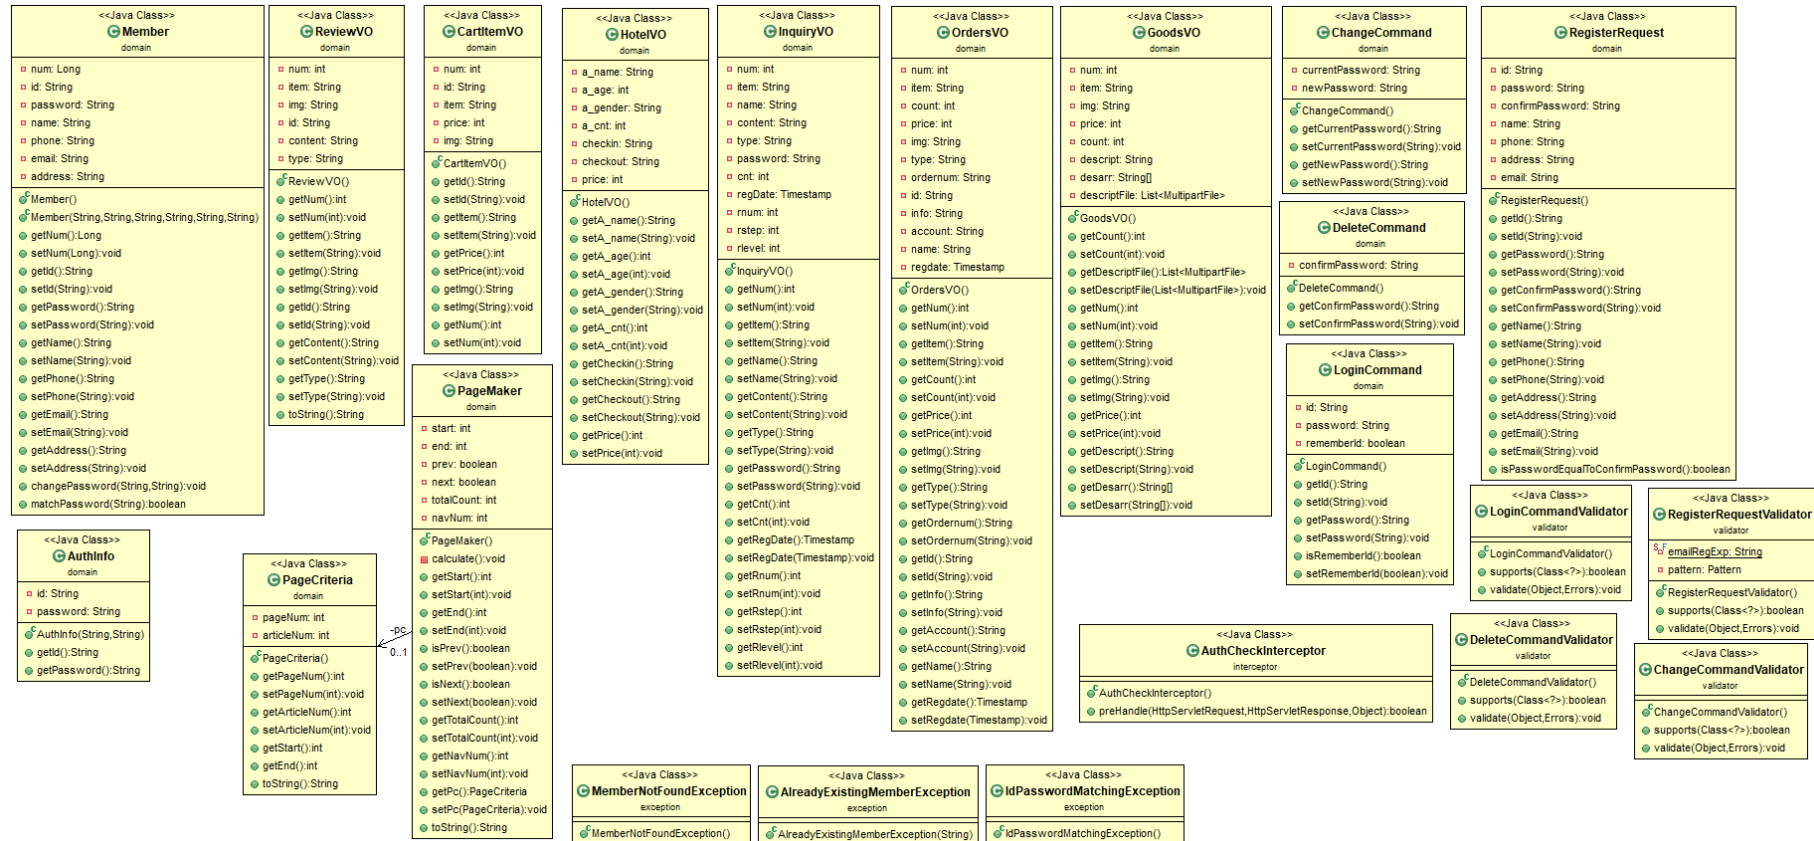 <<Java Class>>
Member
domain
num: Long
id: String
password: String
name: String
phone: String
email: String
address: String
Member()
Member(String,String,String,String,String,String)
getNum():Long
setNum(Long):void
getId():String
setId(String):void
getPassword():String
setPassword(String):void
getName():String
setName(String):void
getPhone():String
setPhone(String):void
getEmail():String
setEmail(String):void
getAddress():String
setAddress(String):void
changePassword(String,String):void
matchPassword(String):boolean
<<Java Class>>
ReviewVO
domain
num: int
item: String
img: String
id: String
content: String
type: String
ReviewVO()
getNum():int
setNum(int):void
getItem():String
setItem(String):void
getImg():String
setImg(String):void
getId():String
setId(String):void
getContent():String
setContent(String):void
getType():String
setType(String):void
toString():String
<<Java Class>>
CartItemVO
domain
num: int
id: String
item: String
price: int
img: String
CartItemVO()
getId():String
setId(String):void
getItem():String
setItem(String):void
getPrice():int
setPrice(int):void
getImg():String
setImg(String):void
getNum():int
setNum(int):void
<<Java Class>>
HotelVO
domain
a_name: String
a_age: int
a_gender: String
a_cnt: int
checkin: String
checkout: String
price: int
HotelVO()
getA_name():String
setA_name(String):void
getA_age():int
setA_age(int):void
getA_gender():String
setA_gender(String):void
getA_cnt():int
setA_cnt(int):void
getCheckin():String
setCheckin(String):void
getCheckout():String
setCheckout(String):void
getPrice():int
setPrice(int):void
<<Java Class>>
InquiryVO
domain
num: int
item: String
name: String
content: String
type: String
password: String
cnt: int
regDate: Timestamp
rnum: int
rstep: int
rlevel: int
InquiryVO()
getNum():int
setNum(int):void
getItem():String
setItem(String):void
getName():String
setName(String):void
getContent():String
setContent(String):void
getType():String
setType(String):void
getPassword():String
setPassword(String):void
getCnt():int
setCnt(int):void
getRegDate():Timestamp
setRegDate(Timestamp):void
getRnum():int
setRnum(int):void
getRstep():int
setRstep(int):void
getRlevel():int
setRlevel(int):void
<<Java Class>>
OrdersVO
domain
num: int
item: String
count: int
price: int
img: String
type: String
ordernum: String
id: String
info: String
account: String
name: String
regdate: Timestamp
OrdersVO()
getNum():int
setNum(int):void
getItem():String
setItem(String):void
getCount():int
setCount(int):void
getPrice():int
setPrice(int):void
getImg():String
setImg(String):void
getType():String
setType(String):void
getOrdernum():String
setOrdernum(String):void
getId():String
setId(String):void
getInfo():String
setInfo(String):void
getAccount():String
setAccount(String):void
getName():String
setName(String):void
getRegdate():Timestamp
setRegdate(Timestamp):void
<<Java Class>>
GoodsVO
domain
num: int
item: String
img: String
price: int
count: int
descript: String
desarr: String[]
descriptFile: List<MultipartFile>
GoodsVO()
getCount():int
setCount(int):void
getDescriptFile():List<MultipartFile>
setDescriptFile(List<MultipartFile>):void
getNum():int
setNum(int):void
getItem():String
setItem(String):void
getImg():String
setImg(String):void
getPrice():int
setPrice(int):void
getDescript():String
setDescript(String):void
getDesarr():String[]
setDesarr(String[]):void
<<Java Class>>
ChangeCommand
domain
currentPassword: String
newPassword: String
ChangeCommand()
getCurrentPassword():String
setCurrentPassword(String):void
getNewPassword():String
setNewPassword(String):void
<<Java Class>>
DeleteCommand
domain
confirmPassword: String
DeleteCommand()
getConfirmPassword():String
setConfirmPassword(String):void
<<Java Class>>
LoginCommand
domain
id: String
password: String
rememberId: boolean
LoginCommand()
getId():String
setId(String):void
getPassword():String
setPassword(String):void
isRememberId():boolean
setRememberId(boolean):void
<<Java Class>>
RegisterRequest
domain
id: String
password: String
confirmPassword: String
name: String
phone: String
address: String
email: String
RegisterRequest()
getId():String
setId(String):void
getPassword():String
setPassword(String):void
getConfirmPassword():String
setConfirmPassword(String):void
getName():String
setName(String):void
getPhone():String
setPhone(String):void
getAddress():String
setAddress(String):void
getEmail():String
setEmail(String):void
isPasswordEqualToConfirmPassword():boolean
<<Java Class>>
AuthInfo
domain
id: String
password: String
AuthInfo(String,String)
getId():String
getPassword():String
<<Java Class>>
PageCriteria
domain
pageNum: int
articleNum: int
PageCriteria()
getPageNum():int
setPageNum(int):void
getArticleNum():int
setArticleNum(int):void
getStart():int
getEnd():int
toString():String
-pc
0..1
<<Java Class>>
PageMaker
domain
start: int
end: int
prev: boolean
next: boolean
totalCount: int
navNum: int
PageMaker()
calculate():void
getStart():int
setStart(int):void
getEnd():int
setEnd(int):void
isPrev():boolean
setPrev(boolean):void
isNext():boolean
setNext(boolean):void
getTotalCount():int
setTotalCount(int):void
getNavNum():int
setNavNum(int):void
getPc():PageCriteria
setPc(PageCriteria):void
toString():String
<<Java Class>>
LoginCommandValidator
validator
LoginCommandValidator()
supports(Class<?>):boolean
validate(Object,Errors):void
<<Java Class>>
RegisterRequestValidator
validator
emailRegExp: String
pattern: Pattern
RegisterRequestValidator()
supports(Class<?>):boolean
validate(Object,Errors):void
<<Java Class>>
DeleteCommandValidator
validator
DeleteCommandValidator()
supports(Class<?>):boolean
validate(Object,Errors):void
<<Java Class>>
ChangeCommandValidator
validator
ChangeCommandValidator()
supports(Class<?>):boolean
validate(Object,Errors):void
<<Java Class>>
AuthCheckInterceptor
interceptor
AuthCheckInterceptor()
preHandle(HttpServletRequest,HttpServletResponse,Object):boolean
<<Java Class>>
MemberNotFoundException
exception
MemberNotFoundException()
<<Java Class>>
AlreadyExistingMemberException
exception
AlreadyExistingMemberException(String)
<<Java Class>>
IdPasswordMatchingException
exception
IdPasswordMatchingException()